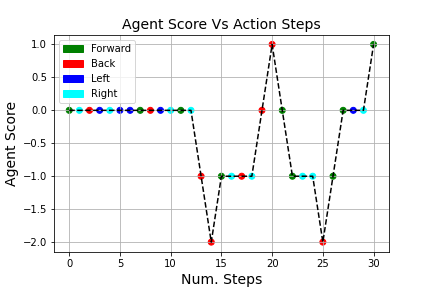 Agent Score Vs Action Steps
1.0
0.5
0.0
−0.5
−1.0
−1.5
−2.0
Agent Score
Forward
Back
Left
Right
0 5 10 15 20 25 30
Num. Steps